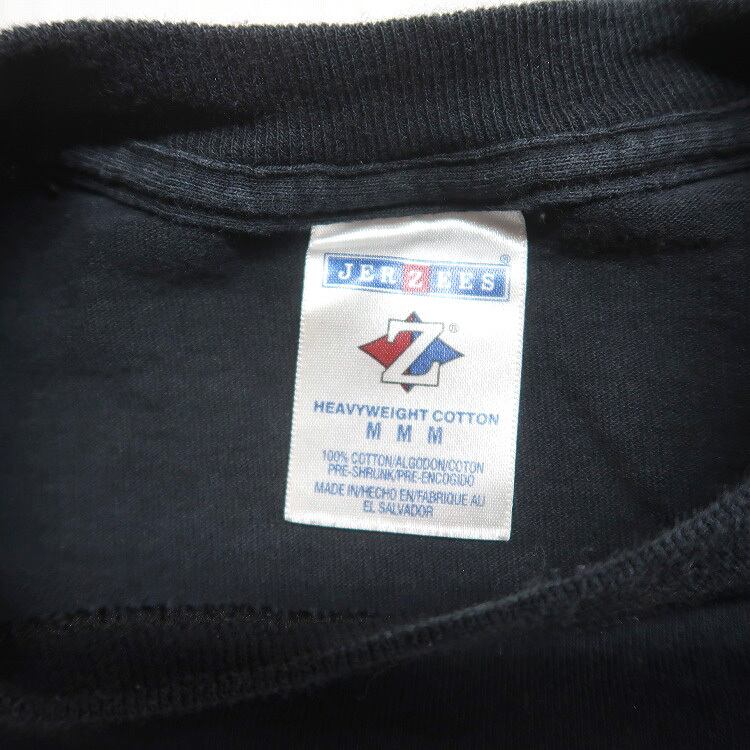 JERZEES®
Z®
HEAVYWEIGHT COTTON
M M M
100% COTTON/ALGODON/COTON
PRE-SHRUNK/PRE-ENCOGIDO
MADE IN/HECHO EN/FABRIQUE AU
EL SALVADOR